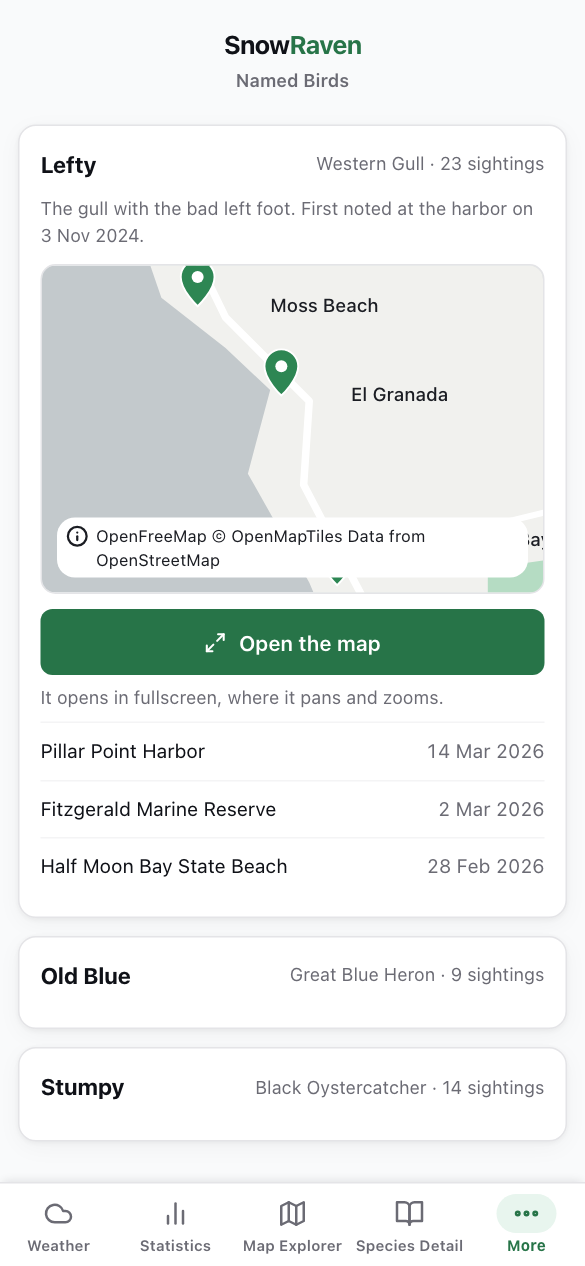 SnowRaven
Named Birds
Lefty
Western Gull · 23 sightings
The gull with the bad left foot. First noted at the harbor on
3 Nov 2024.
Moss Beach
El Granada
OpenFreeMap © OpenMapTiles Data from
OpenStreetMap
Open the map
It opens in fullscreen, where it pans and zooms.
Pillar Point Harbor
14 Mar 2026
Fitzgerald Marine Reserve
2 Mar 2026
Half Moon Bay State Beach
28 Feb 2026
Old Blue
Great Blue Heron · 9 sightings
Stumpy
Black Oystercatcher · 14 sightings
Weather
Statistics
Map Explorer
Species Detail
More